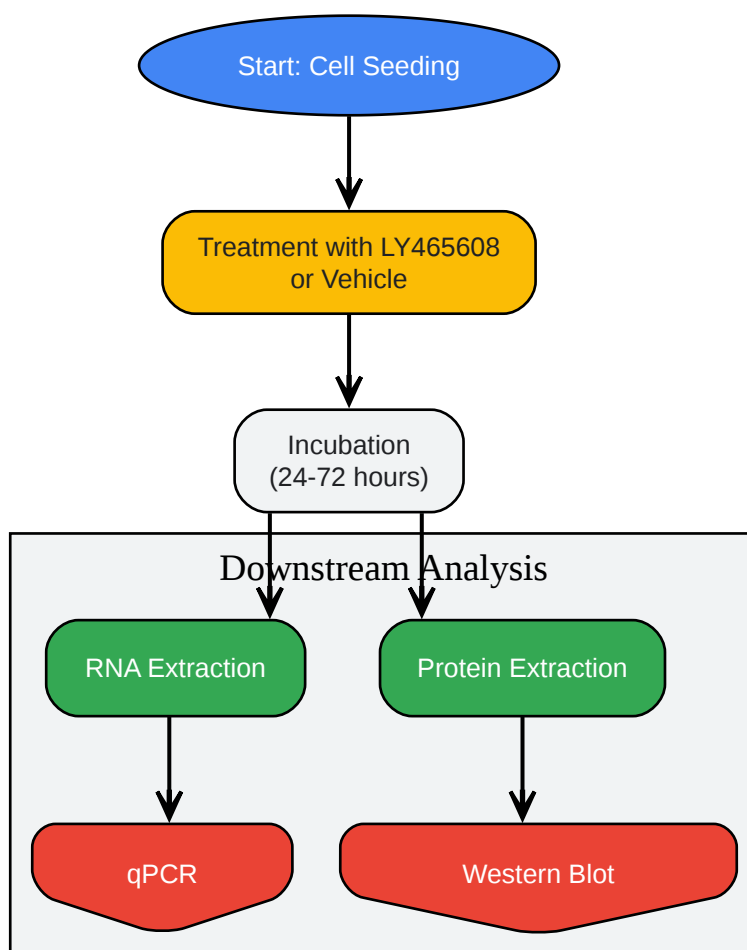 Start: Cell Seeding
Treatment with LY465608
or Vehicle
Incubation
(24-72 hours)
Downstream Analysis
RNA Extraction
Protein Extraction
qPCR
Western Blot